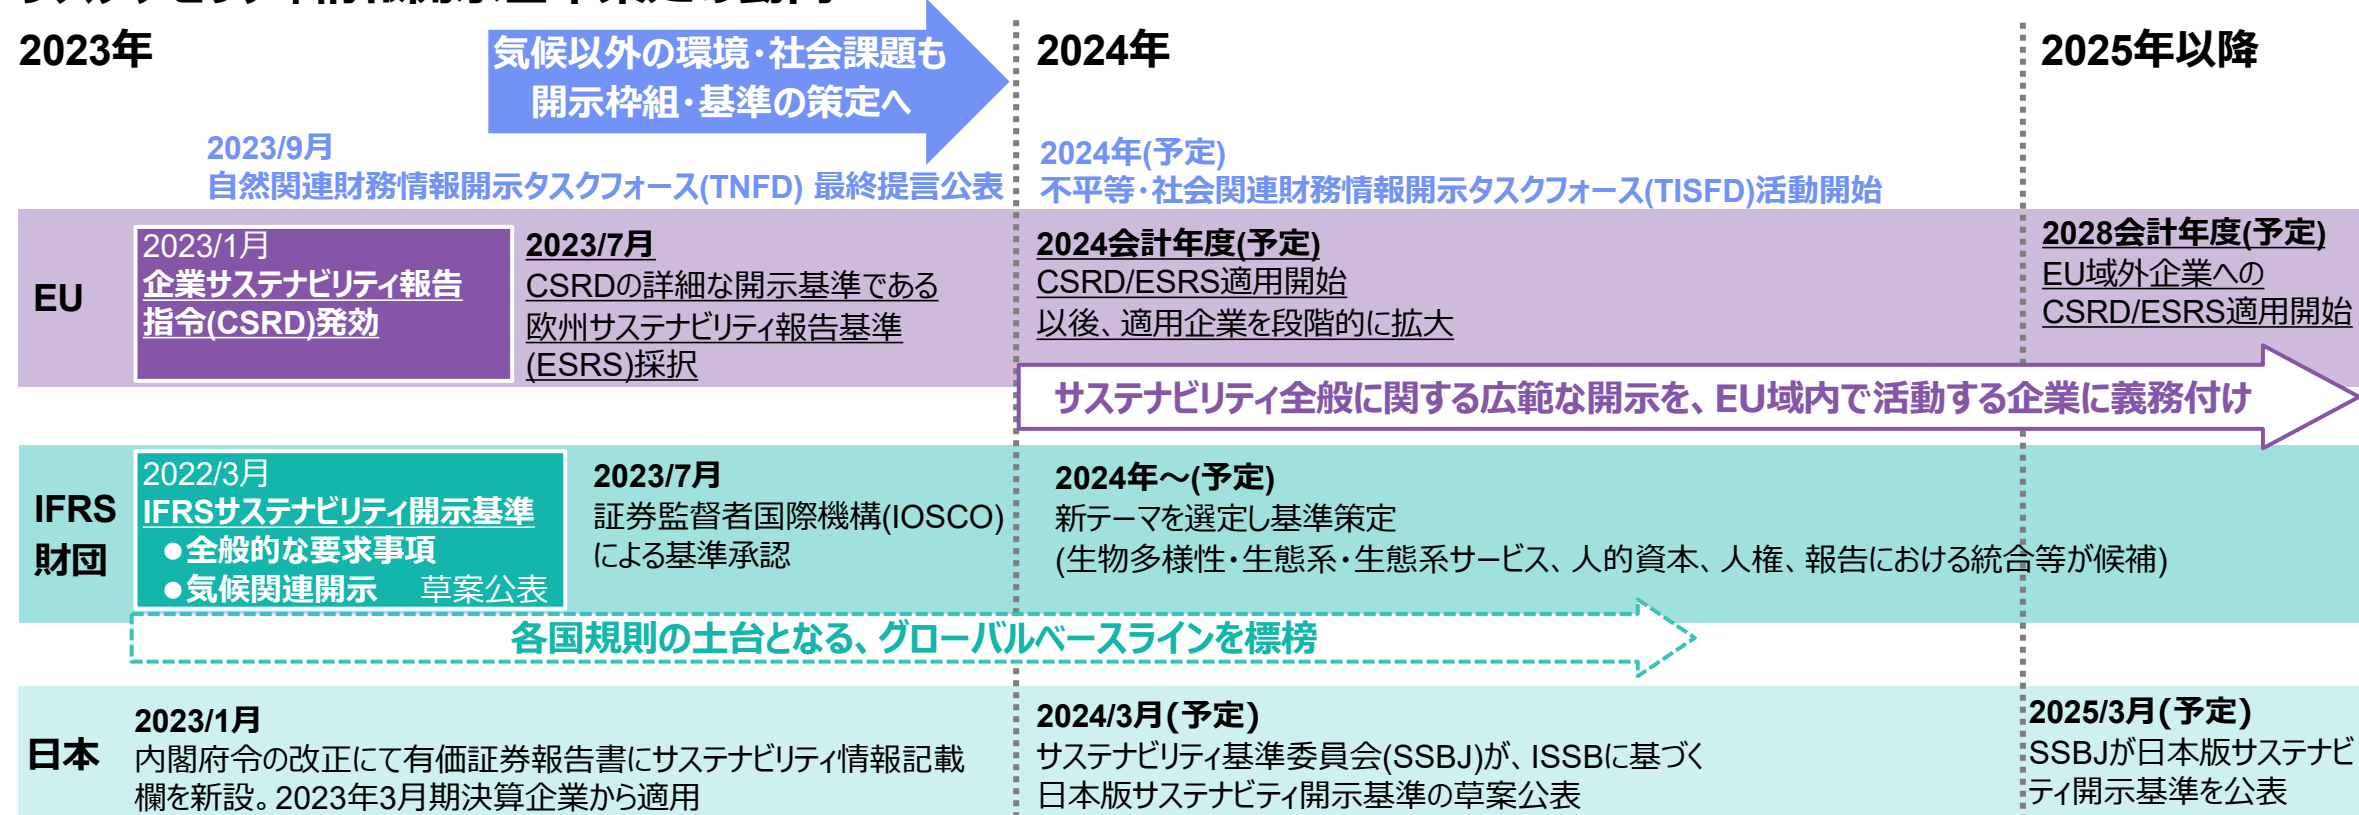 2023年
気候以外の環境・社会課題も
開示枠組・基準の策定へ
2024年
2025年以降
2023/9月
自然関連財務情報開示タスクフォース(TNFD) 最終提言公表
2024年(予定)
不平等・社会関連財務情報開示タスクフォース(TISFD)活動開始
EU
2023/1月
企業サステナビリティ報告
指令(CSRD)発効
2023/7月
CSRDの詳細な開示基準である
欧州サステナビリティ報告基準
(ESRS)採択
2024会計年度(予定)
CSRD/ESRS適用開始
以後、適用企業を段階的に拡大
2028会計年度(予定)
EU域外企業への
CSRD/ESRS適用開始
サステナビリティ全般に関する広範な開示を、EU域内で活動する企業に義務付け
IFRS
財団
2022/3月
IFRSサステナビリティ開示基準
●全般的な要求事項
●気候関連開示 草案公表
2023/7月
証券監督者国際機構(IOSCO)
による基準承認
2024年～(予定)
新テーマを選定し基準策定
(生物多様性・生態系・生態系サービス、人的資本、人権、報告における統合等が候補)
各国規則の土台となる、グローバルベースラインを標榜
日本
2023/1月
内閣府令の改正にて有価証券報告書にサステナビリティ情報記載
欄を新設。2023年3月期決算企業から適用
2024/3月(予定)
サステナビリティ基準委員会(SSBJ)が、ISSBに基づく
日本版サステナビティ開示基準の草案公表
2025/3月(予定)
SSBJが日本版サステナビ
ティ開示基準を公表